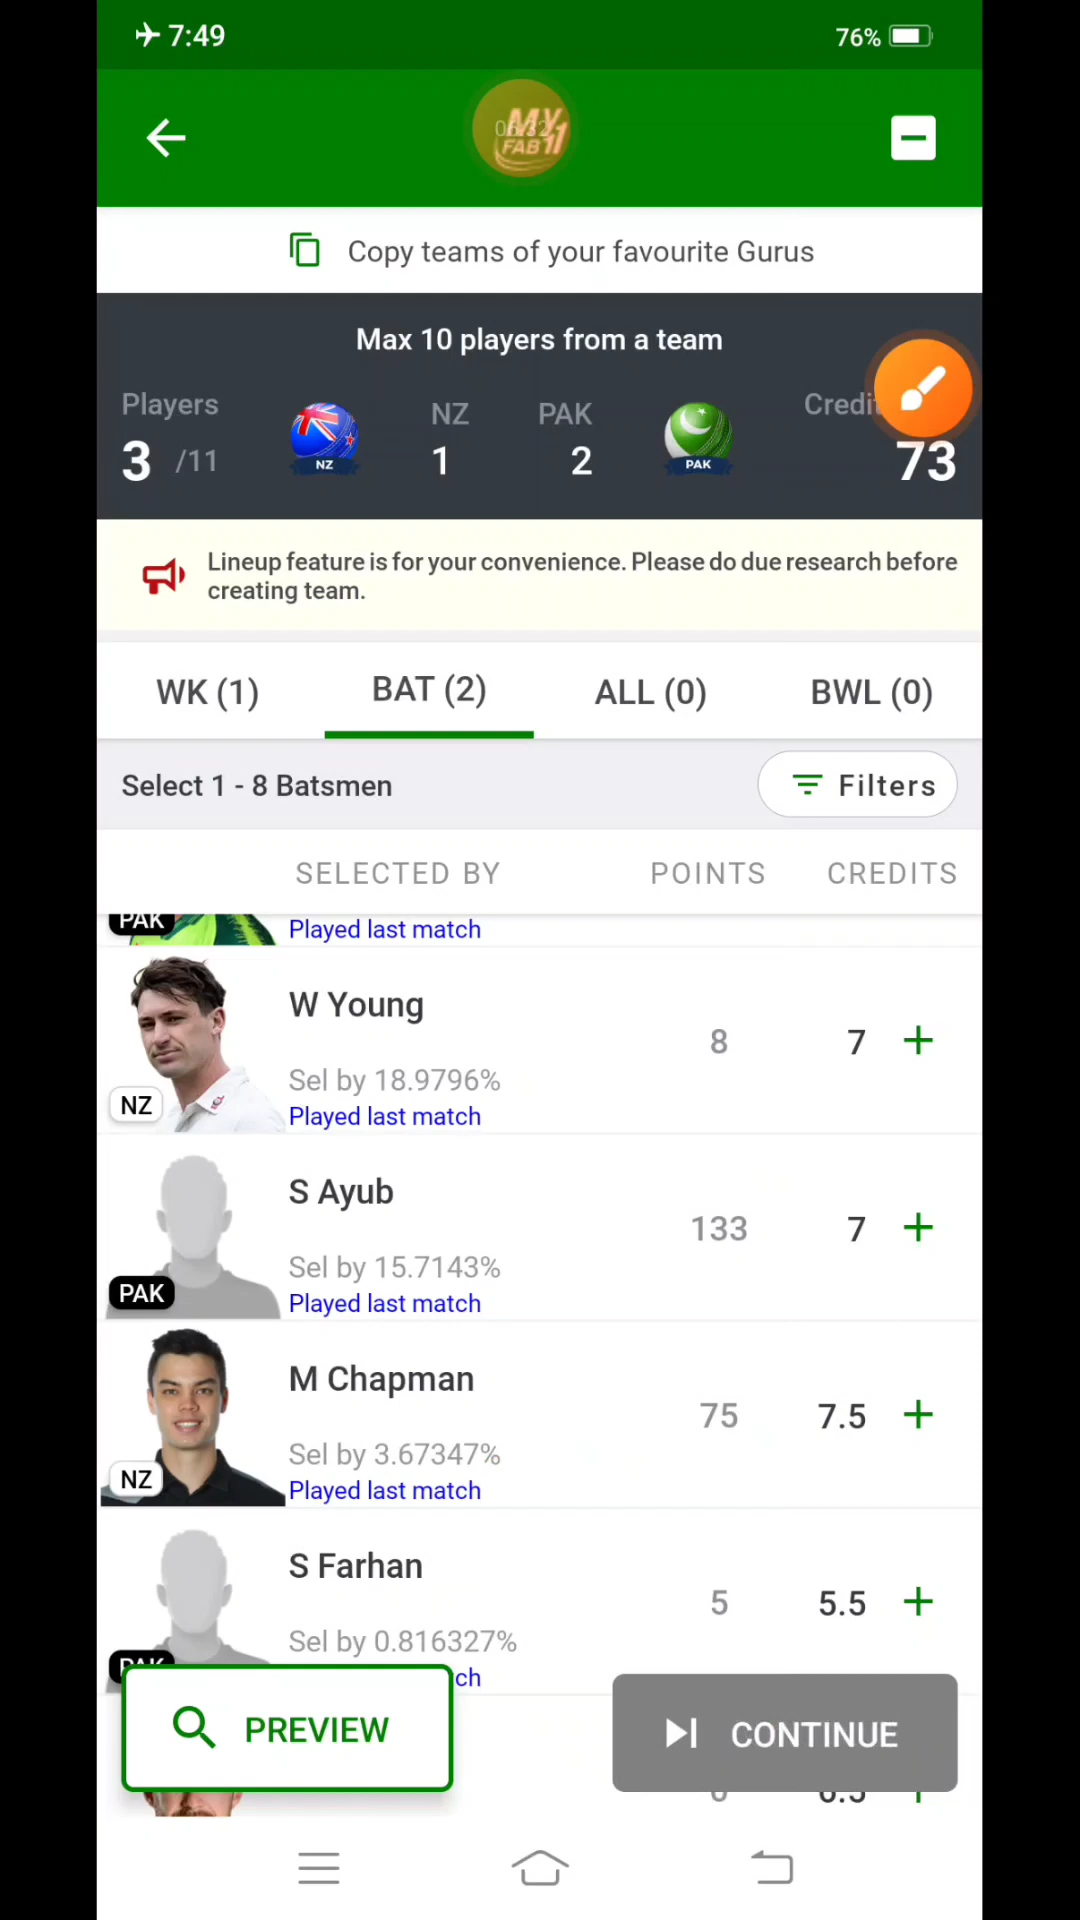 7:49
76%
MY
FAB11
06:32
Copy teams of your favourite Gurus
Max 10 players from a team
Players
3 /11
NZ
NZ
1
PAK
2
PAK
73
Lineup feature is for your convenience. Please do due research before
creating team.
WK (1)
BAT (2)
ALL (0)
BWL (0)
Select 1 - 8 Batsmen
Filters
SELECTED BY
POINTS
CREDITS
PAK
Played last match
W Young
8
7 +
Sel by 18.9796%
NZ
Played last match
S Ayub
133
7 +
Sel by 15.7143%
PAK
Played last match
M Chapman
75
7.5 +
Sel by 3.67347%
NZ
Played last match
S Farhan
5
5.5 +
Sel by 0.816327%
PAK
PREVIEW
CONTINUE